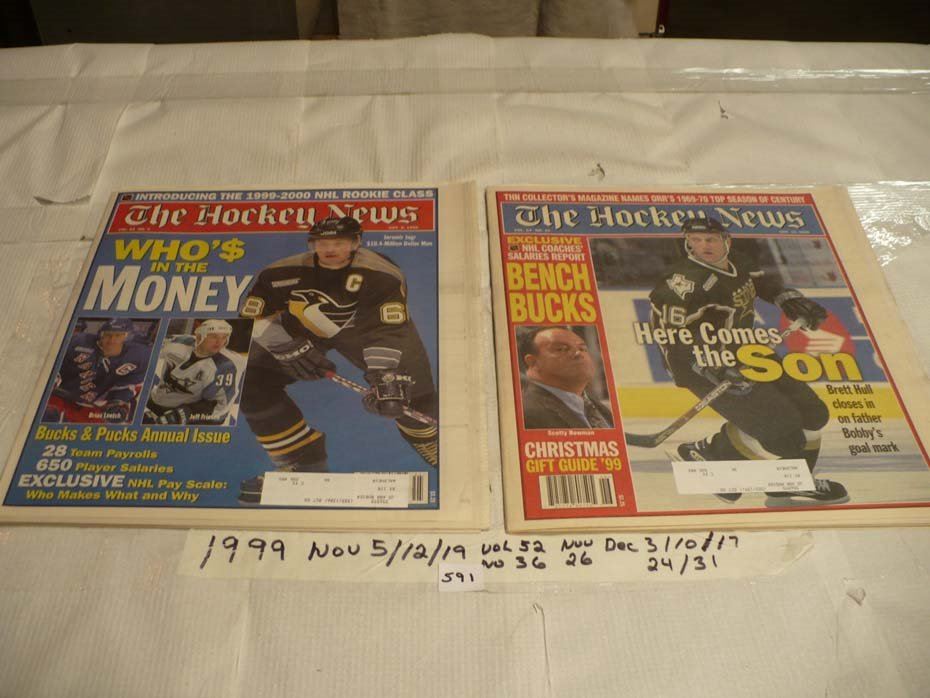 INTRODUCING THE 1999-2000 NHL ROOKIE CLASS
The Hockey News
Jaromir Jagr
$10.4-Million Dollar Man
WHO'$
IN THE
MONEY
C
68
39
Brian Leetch
Jeff Friesen
Bucks & Pucks Annual Issue
28 Team Payrolls
650 Player Salaries
EXCLUSIVE NHL Pay Scale:
Who Makes What and Why
THN COLLECTOR'S MAGAZINE NAMES ORR'S 1969-70 TOP SEASON OF CENTURY
The Hockey News
EXCLUSIVE
NHL COACHES'
SALARIES REPORT
BENCH
BUCKS
Scotty Bowman
CHRISTMAS
GIFT GUIDE '99
16
Here Comes
the Son
Brett Hull
closes in
on father
Bobby's
goal mark
1999 NOV 5/12/19 VOL 52 NOV Dec 3/10/17
NO 36 26 24/31
591